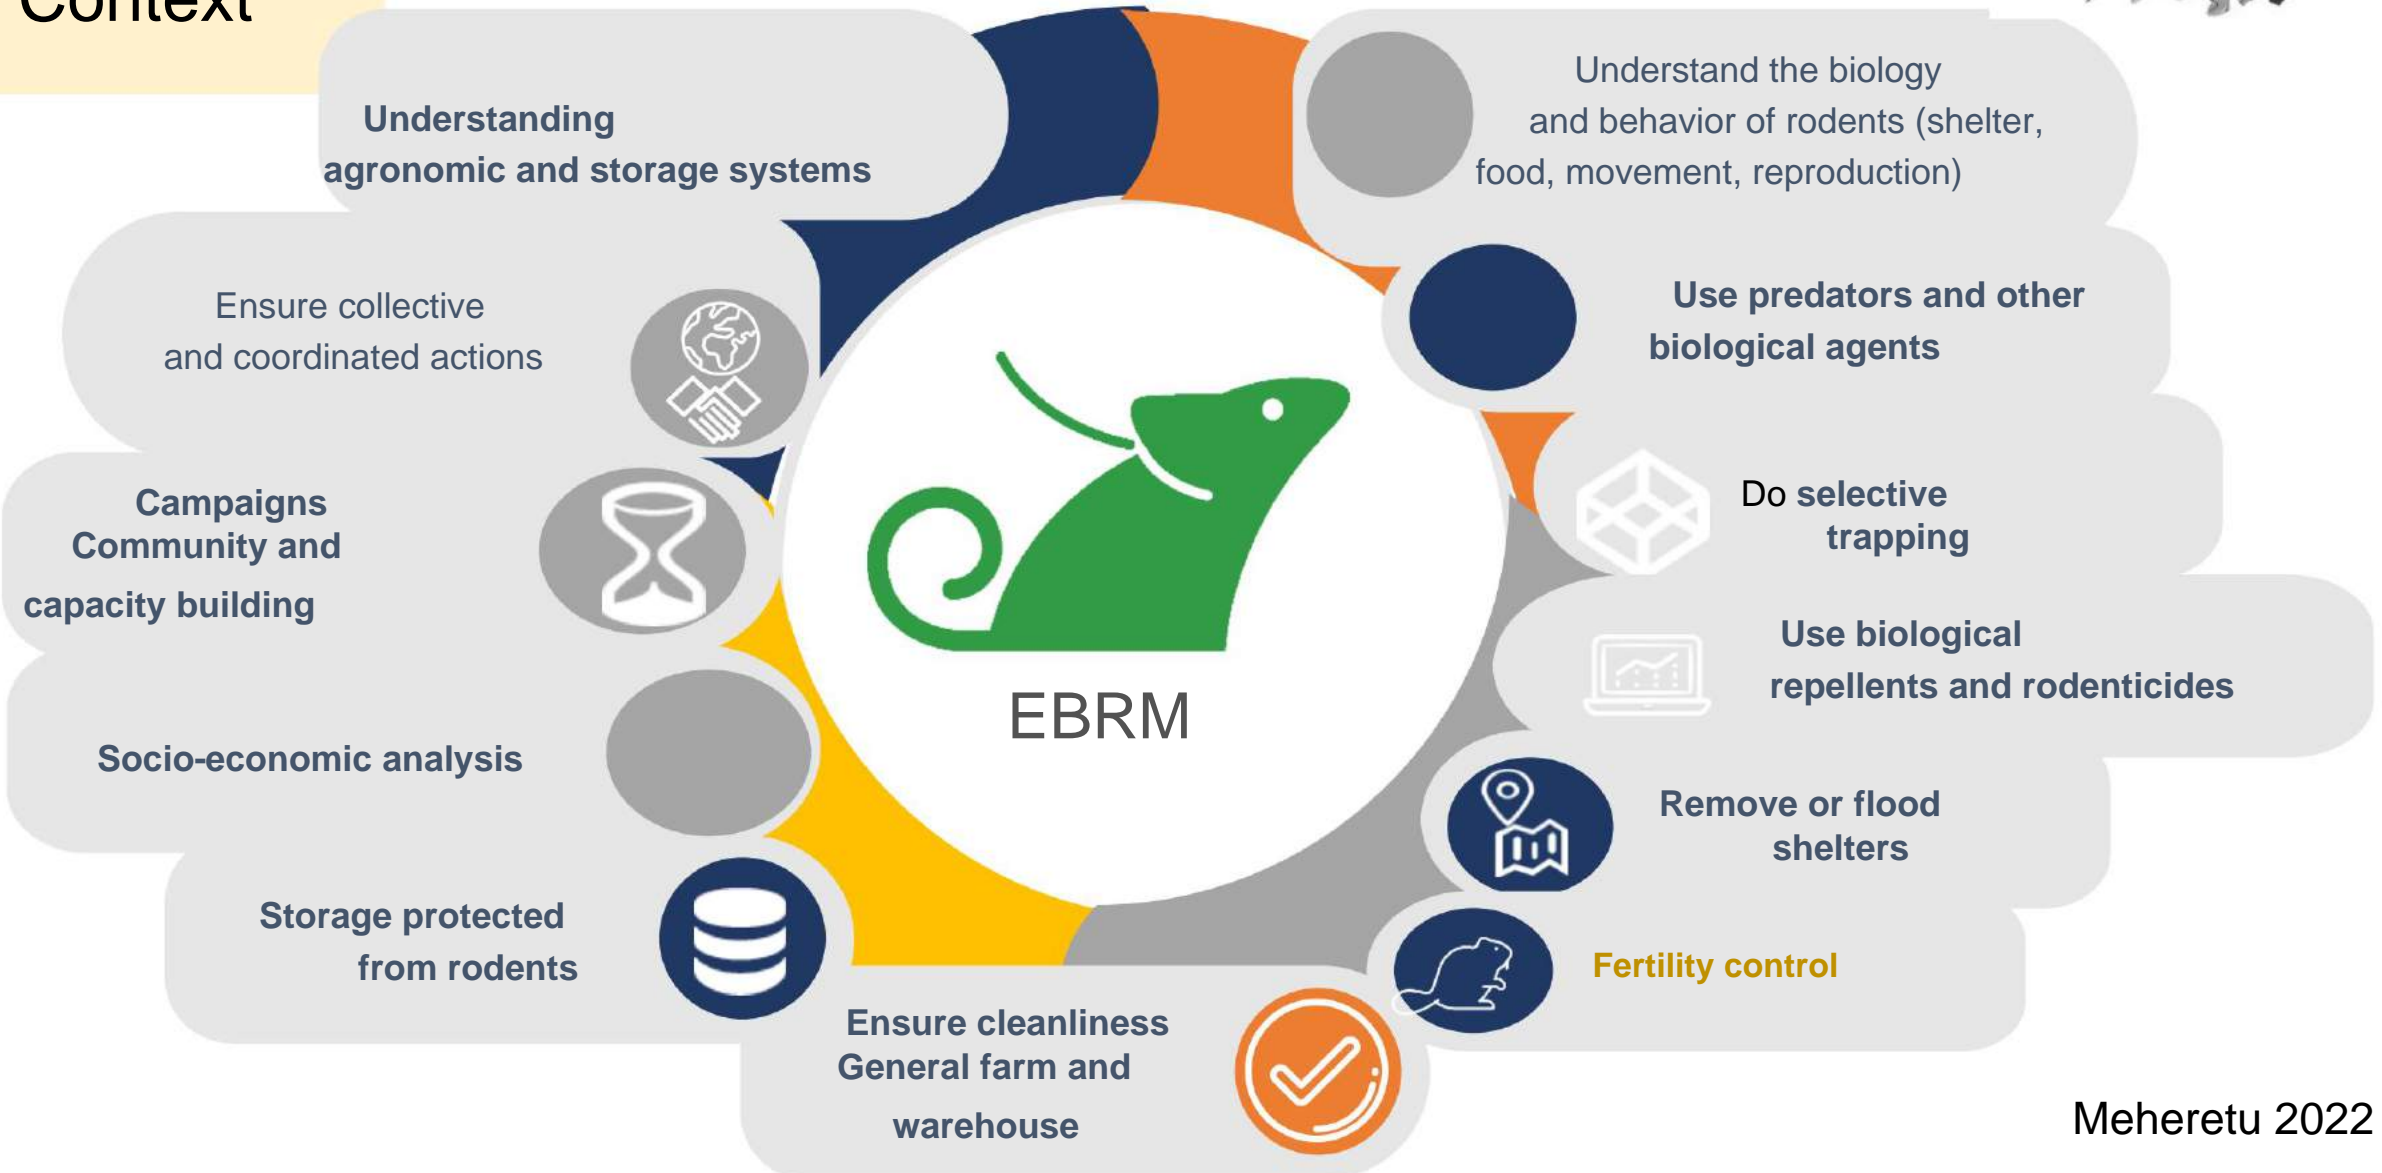 Context
Understanding
agronomic and storage systems
Ensure collective
and coordinated actions
Campaigns
Community and
capacity building
Socio-economic analysis
Storage protected
from rodents
Ensure cleanliness
General farm and
warehouse
EBRM
Understand the biology
and behavior of rodents (shelter,
food, movement, reproduction)
Use predators and other
biological agents
Do selective
trapping
Use biological
repellents and rodenticides
Remove or flood
shelters
Fertility control
Meheretu 2022